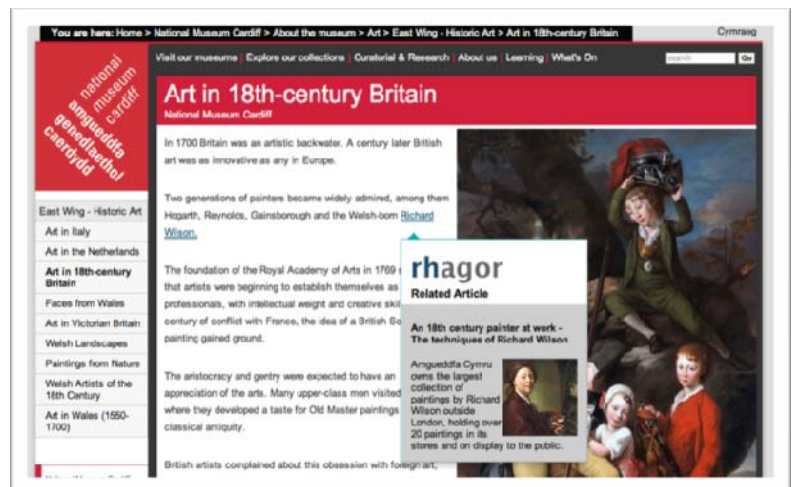 You are here: Home > National Museum Cardiff > About the museum > Art > East Wing - Historic Art > Art in 18th-century Britain
Cymraeg
national
museum
cardiff
amgueddfa
genedlaethol
caerdydd
Visit our museums | Explore our collections | Curatorial & Research | About us | Learning | What's On
search
Go
Art in 18th-century Britain
National Museum Cardiff
East Wing - Historic Art
Art in Italy
Art in the Netherlands
Art in 18th-century
Britain
Faces from Wales
Art in Victorian Britain
Welsh Landscapes
Paintings from Nature
Welsh Artists of the
18th Century
Art in Wales (1550-
1700)
In 1700 Britain was an artistic backwater. A century later British
art was as innovative as any in Europe.
Two generations of painters became widely admired, among them
Hogarth, Reynolds, Gainsborough and the Welsh-born Richard
Wilson.
The foundation of the Royal Academy of Arts in 1769
that artists were beginning to establish themselves as
professionals, with intellectual weight and creative skil
century of conflict with France, the idea of a British
painting gained ground.
The aristocracy and gentry were expected to have an
appreciation of the arts. Many upper-class men visited
where they developed a taste for Old Master paintings
classical antiquity.
British artists complained about this obsession with foreign art,
rhagor
Related Article
An 18th century painter at work -
The techniques of Richard Wilson
Amgueddfa Cymru
owns the largest
collection of
paintings by Richard
Wilson outside
London, holding over
20 paintings in its
stores and on display to the public.